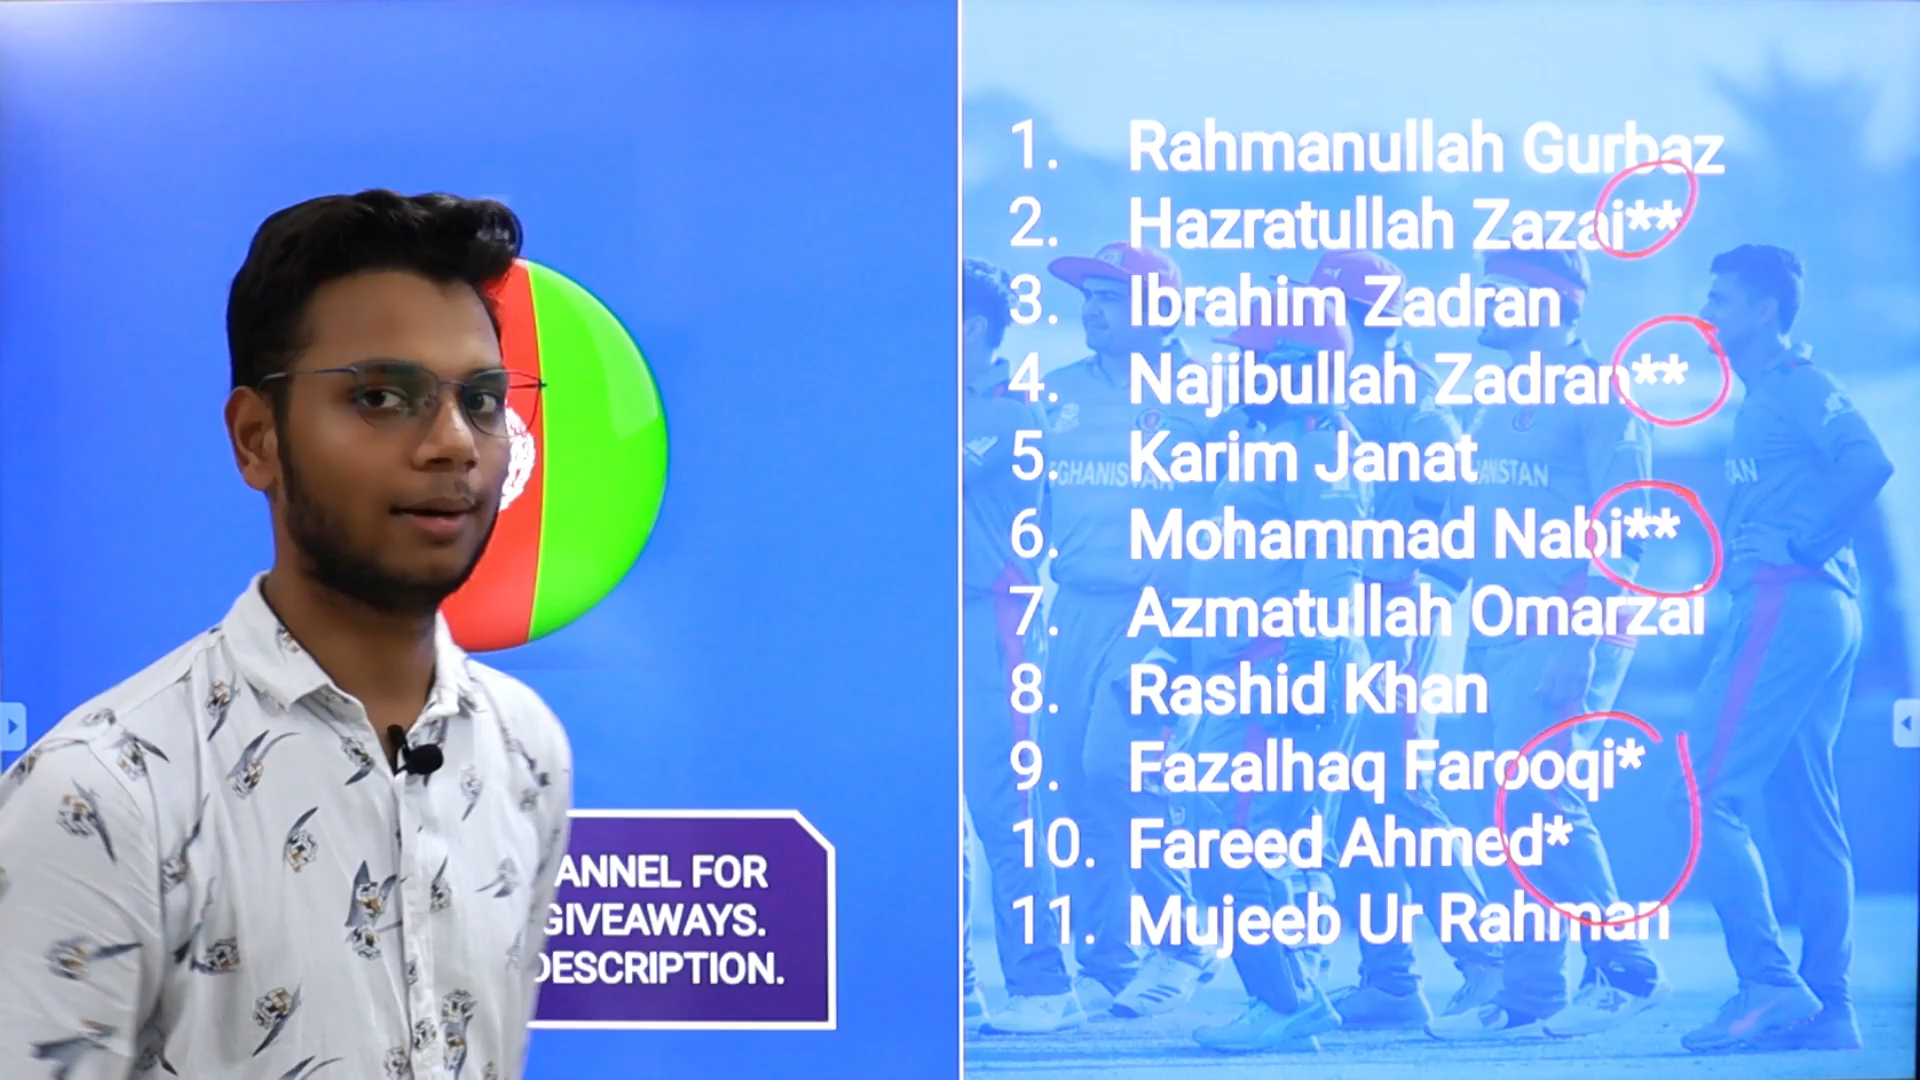 ANNEL FOR
GIVEAWAYS.
DESCRIPTION.
1. Rahmanullah Gurbaz
2. Hazratullah Zazai**
3. Ibrahim Zadran
4. Najibullah Zadran**
5. Karim Janat
6. Mohammad Nabi**
7. Azmatullah Omarzai
8. Rashid Khan
9. Fazalhaq Farooqi*
10. Fareed Ahmed*
11. Mujeeb Ur Rahman